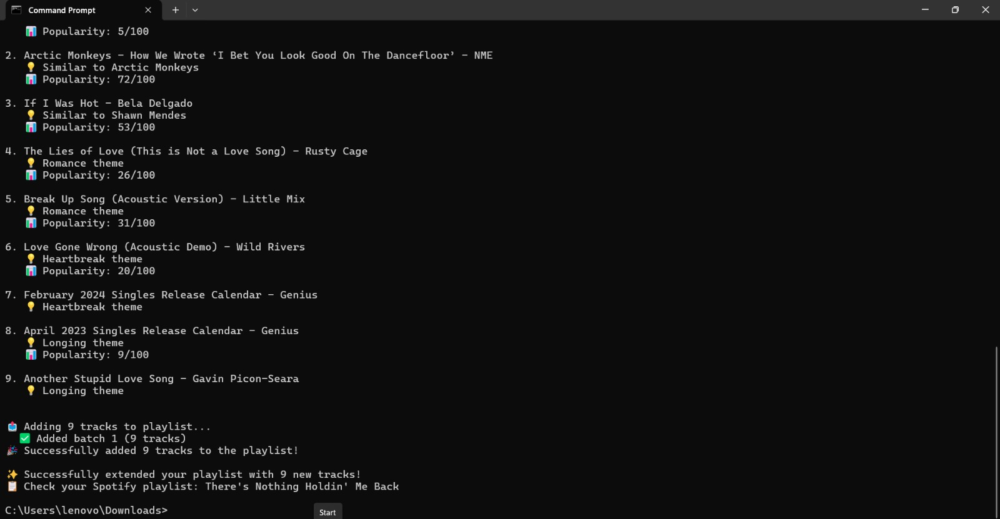 Command Prompt
Popularity: 5/100
2. Arctic Monkeys - How We Wrote ‘I Bet You Look Good On The Dancefloor’ - NME
Similar to Arctic Monkeys
Popularity: 72/100
3. If I Was Hot - Bela Delgado
Similar to Shawn Mendes
Popularity: 53/100
4. The Lies of Love (This is Not a Love Song) - Rusty Cage
Romance theme
Popularity: 26/100
5. Break Up Song (Acoustic Version) - Little Mix
Romance theme
Popularity: 31/100
6. Love Gone Wrong (Acoustic Demo) - Wild Rivers
Heartbreak theme
Popularity: 20/100
7. February 2024 Singles Release Calendar - Genius
Heartbreak theme
8. April 2023 Singles Release Calendar - Genius
Longing theme
Popularity: 9/100
9. Another Stupid Love Song - Gavin Picon-Seara
Longing theme
Adding 9 tracks to playlist...
Added batch 1 (9 tracks)
Successfully added 9 tracks to the playlist!
Successfully extended your playlist with 9 new tracks!
Check your Spotify playlist: There's Nothing Holdin' Me Back
C:\Users\lenovo\Downloads>
Start